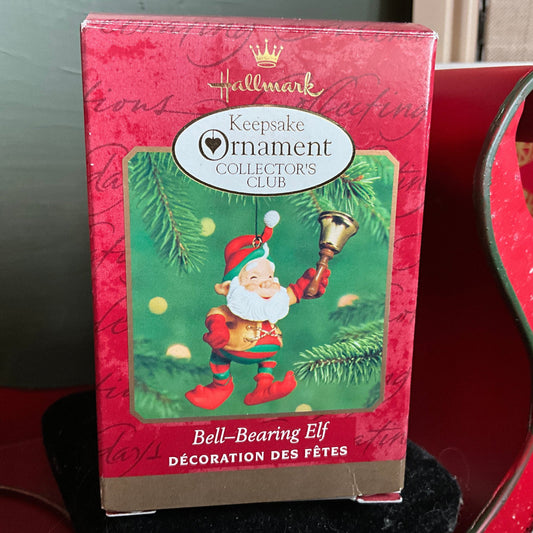 Hallmark
Keepsake
Ornament
COLLECTOR'S
CLUB
Bell–Bearing Elf
DÉCORATION DES FÊTES